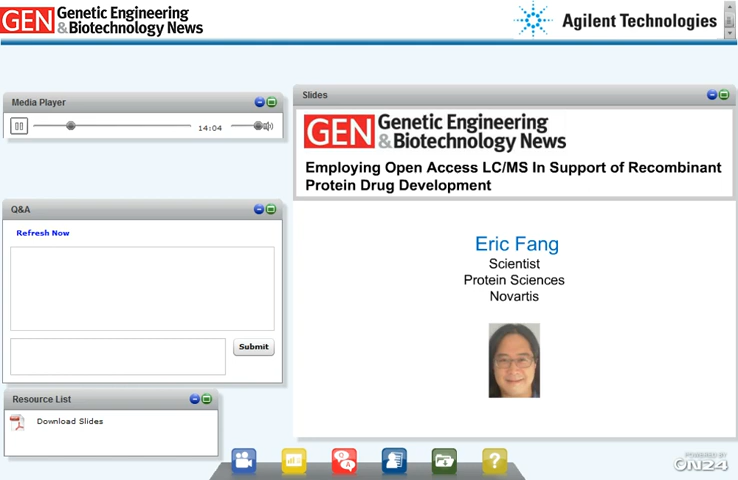 GEN Genetic Engineering
& Biotechnology News
Agilent Technologies
Media Player
14:04
Q&A
Refresh Now
Submit
Resource List
Download Slides
Slides
GEN Genetic Engineering
& Biotechnology News
Employing Open Access LC/MS In Support of Recombinant
Protein Drug Development
Eric Fang
Scientist
Protein Sciences
Novartis
Q
A
?
POWERED BY
ON24